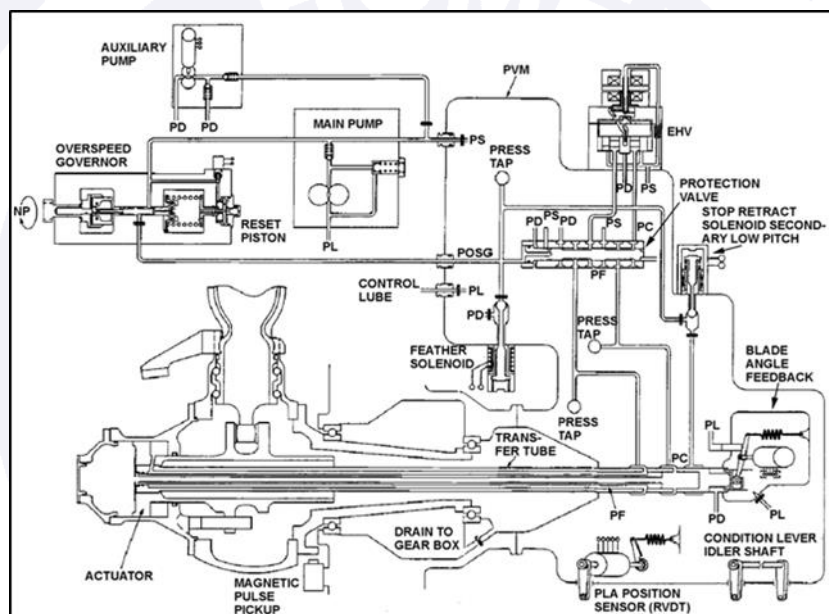 AUXILIARY
PUMP
PD
PD
PVM
MAIN PUMP
PS
EHV
OVERSPEED
GOVERNOR
PRESS
TAP
PD
PS
PROTECTION
VALVE
NP
RESET
PISTON
PL
PD
PS
PD
PS
PC
STOP RETRACT
SOLENOID SECOND-
ARY LOW PITCH
POSG
PF
CONTROL
LUBE
PL
PD
PRESS
TAP
FEATHER
SOLENOID
BLADE
ANGLE
FEEDBACK
PRESS
TAP
TRANS-
FER TUBE
PL
PC
PF
PD
PL
DRAIN TO
GEAR BOX
CONDITION LEVER
IDLER SHAFT
ACTUATOR
MAGNETIC
PULSE
PICKUP
PLA POSITION
SENSOR (RVDT)